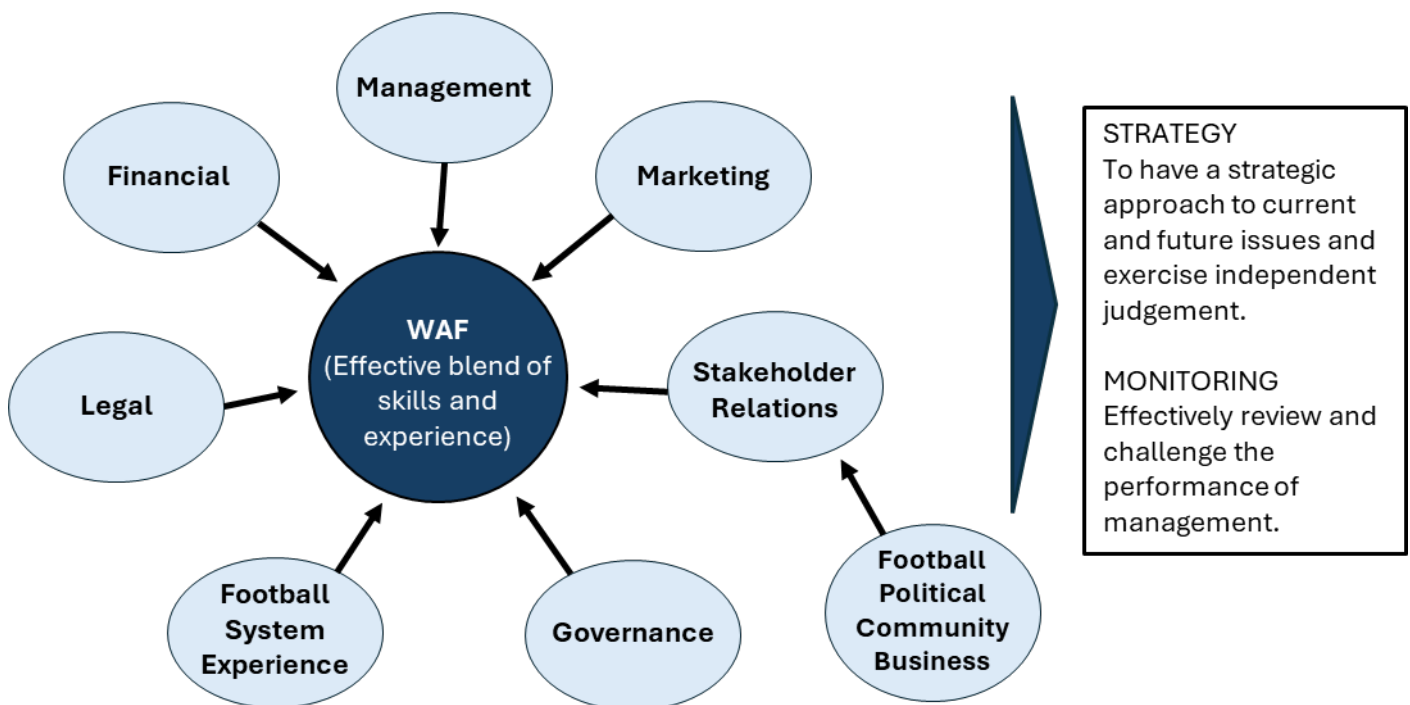 Management
Financial
Marketing
WAF
(Effective blend of
skills and
experience)
Legal
Stakeholder
Relations
Football
System
Experience
Governance
Football
Political
Community
Business
STRATEGY
To have a strategic
approach to current
and future issues and
exercise independent
judgement.
MONITORING
Effectively review and
challenge the
performance of
management.